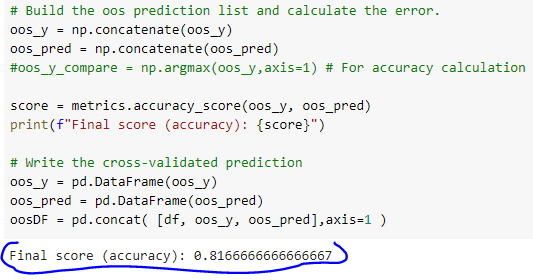 # Build the oos prediction list and calculate the error.
oos_y = np.concatenate(oos_y)
oos_pred = np.concatenate(oos_pred)
#oos_y_compare = np.argmax(oos_y,axis=1) # For accuracy calculation
score = metrics.accuracy_score(oos_y, oos_pred)
print(f"Final score (accuracy): {score}")
# Write the cross-validated prediction
oos_y = pd.DataFrame(oos_y)
oos_pred = pd.DataFrame(oos_pred)
oosDF = pd.concat( [df, oos_y, oos_pred],axis=1 )
Final score (accuracy): 0.8166666666666667